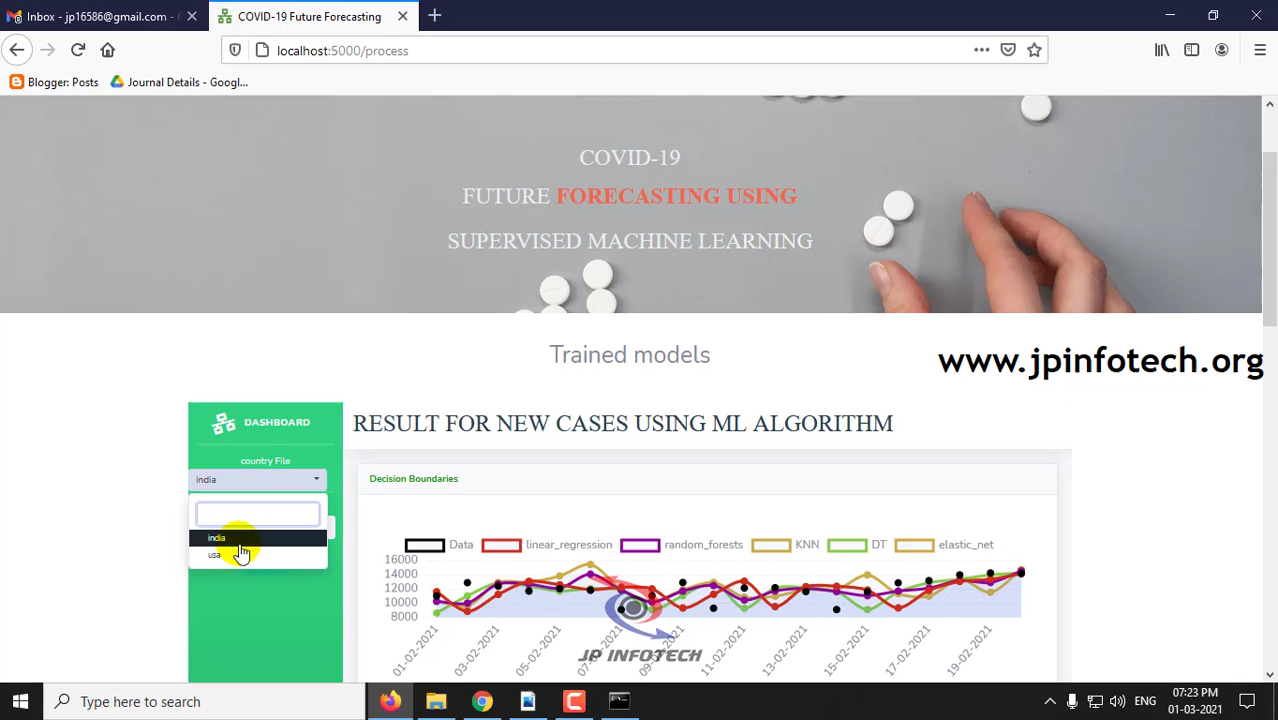 Inbox - jp16586@gmail.com -
COVID-19 Future Forecasting
localhost:5000/process
Blogger: Posts
Journal Details - Googl...
COVID-19
FUTURE FORECASTING USING
SUPERVISED MACHINE LEARNING
Trained models
www.jpinfotech.org
DASHBOARD
country File
india
india
usa
RESULT FOR NEW CASES USING ML ALGORITHM
Decision Boundaries
Data linear_regression random_forests KNN DT elastic_net
16000
14000
12000
10000
8000
01-02-2021 03-02-2021 05-02-2021 07-02-2021 09-02-2021 11-02-2021 13-02-2021 15-02-2021 17-02-2021 19-02-2021
JP INFOTECH
Type here to search
ENG
07:23 PM
01-03-2021